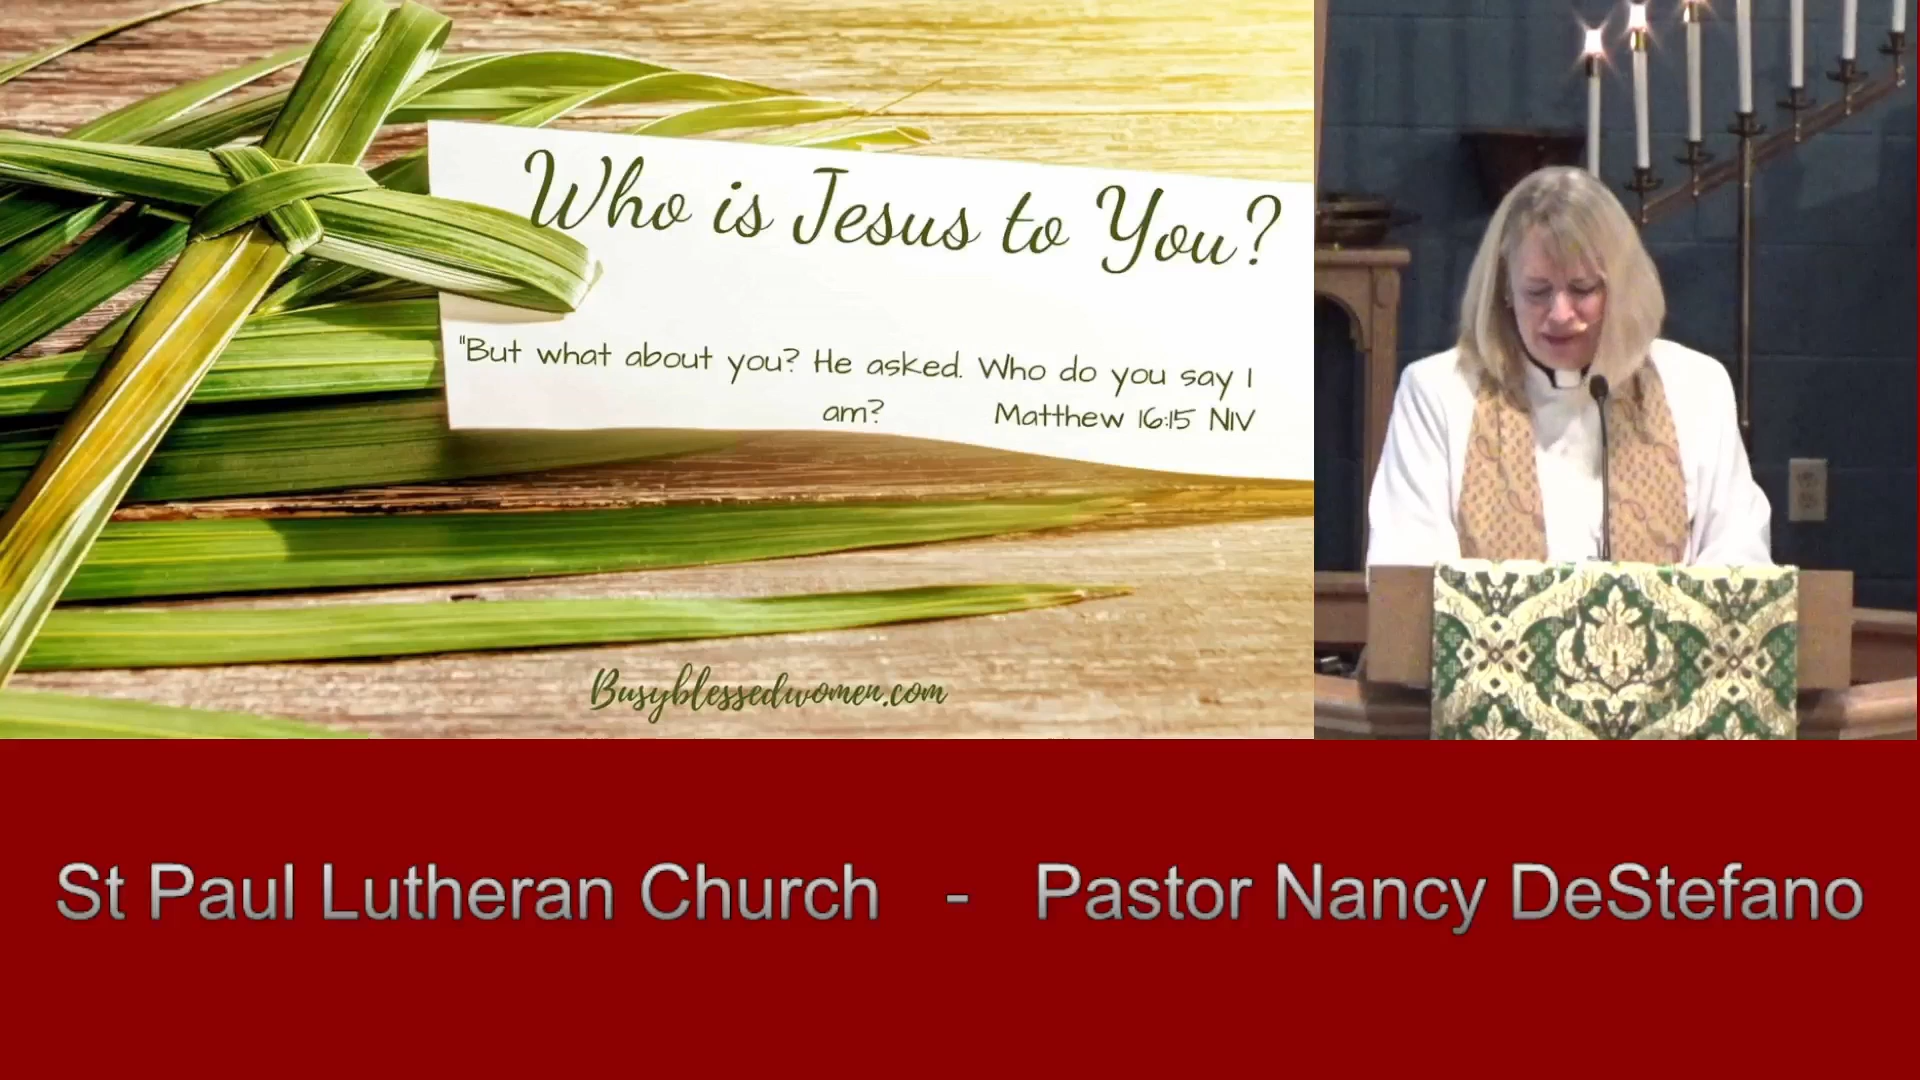 Who is Jesus to You?
"But what about you? He asked. Who do you say I
am? Matthew 16:15 NIV
Busyblessedwomen.com
St Paul Lutheran Church - Pastor Nancy DeStefano